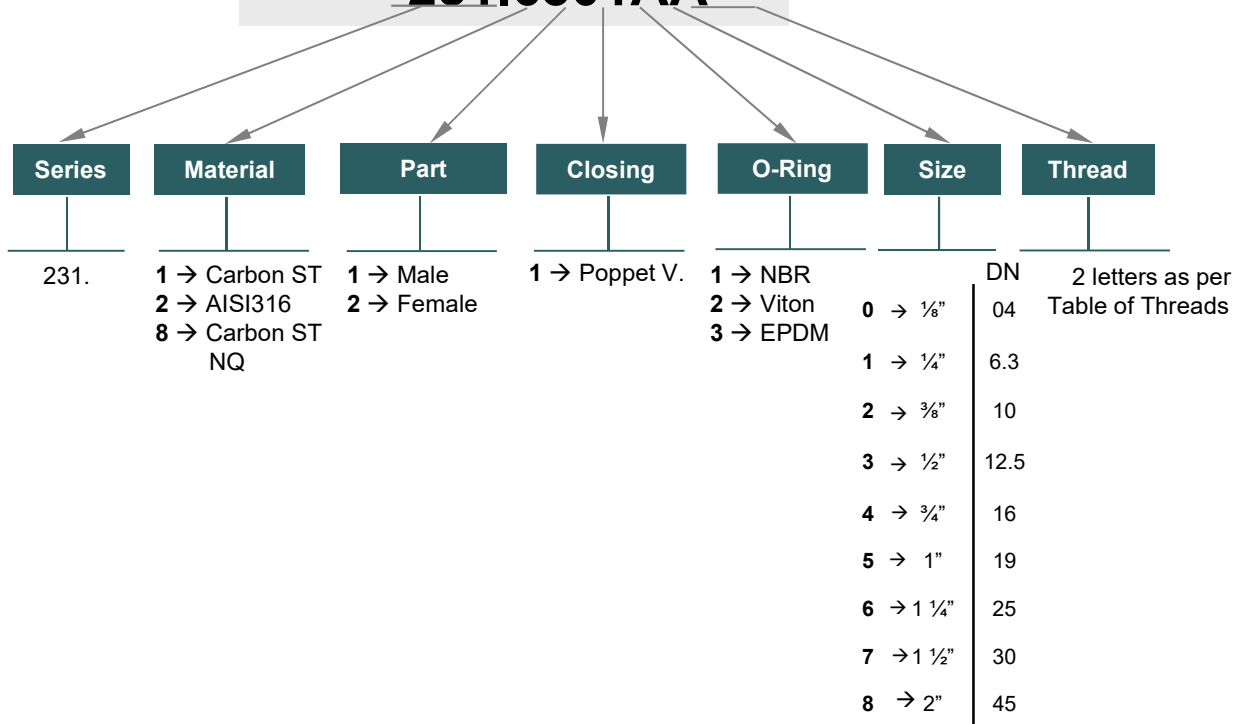 Series Material Part Closing O-Ring Size Thread
231.
1 → Carbon ST
2 → AISI316
8 → Carbon ST
NQ
1 → Male
2 → Female
1 → Poppet V.
1 → NBR
2 → Viton
3 → EPDM
DN
0 → ⅛” 04
1 → ¼” 6.3
2 → ⅜” 10
3 → ½” 12.5
4 → ¾” 16
5 → 1” 19
6 → 1 ¼” 25
7 → 1 ½” 30
8 → 2” 45
2 letters as per
Table of Threads